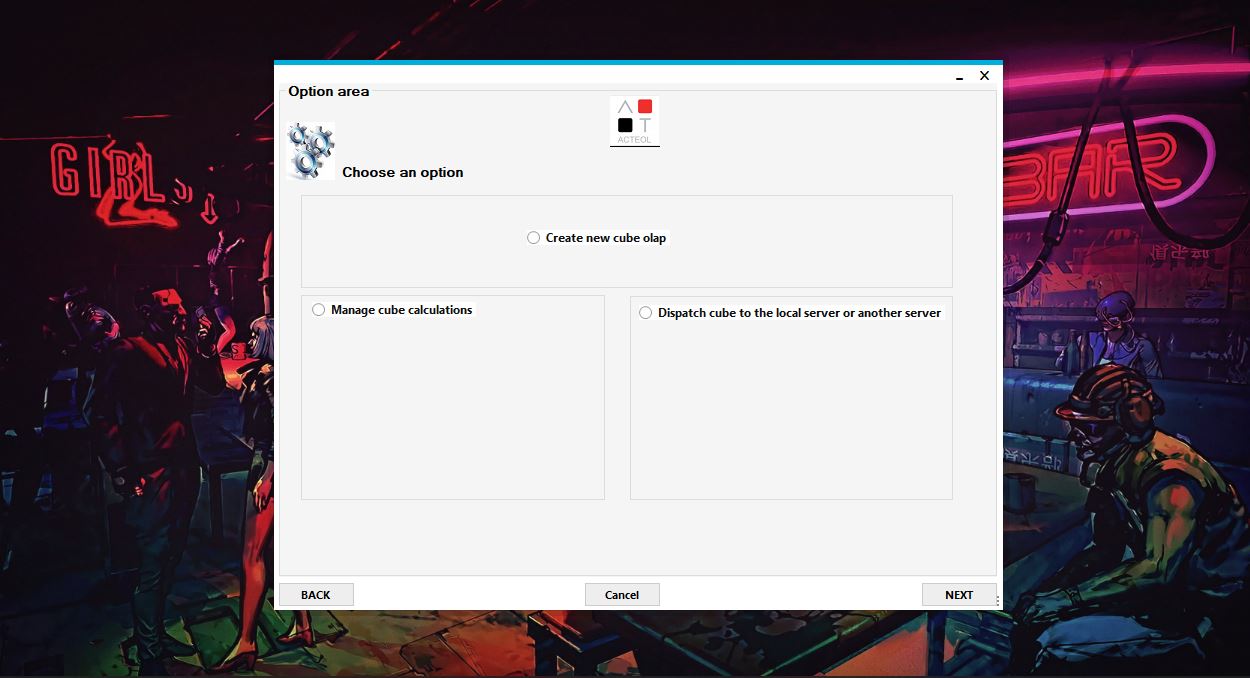 Option area
ACTEOL
Choose an option
Create new cube olap
Manage cube calculations
Dispatch cube to the local server or another server
BACK
Cancel
NEXT
GIRLS
BAR